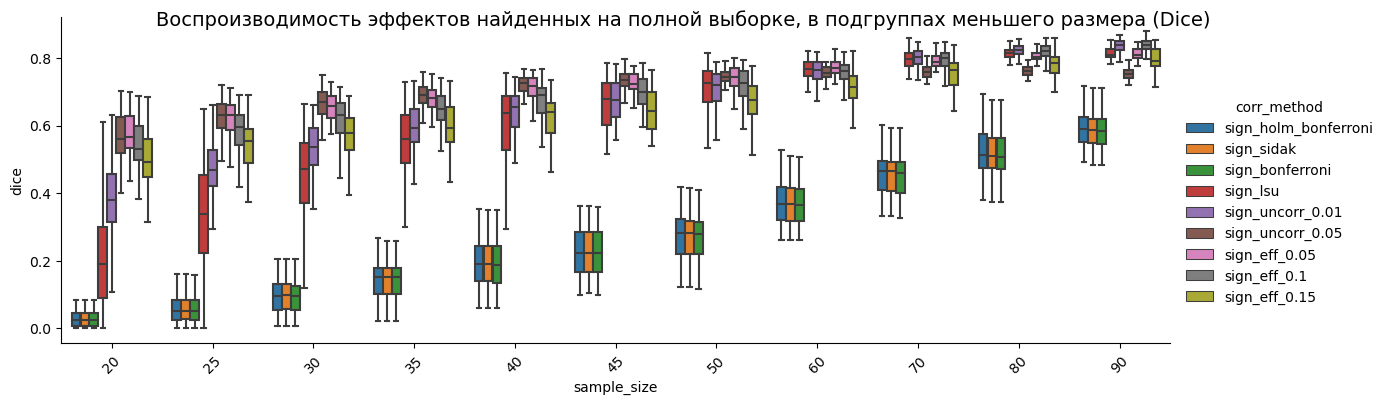 Воспроизводимость эффектов найденных на полной выборке, в подгруппах меньшего размера (Dice)
0.8
0.6
0.4
0.2
0.0
dice
20 25 30 35 40 45 50 60 70 80 90
sample_size
corr_method
sign_holm_bonferroni
sign_sidak
sign_bonferroni
sign_lsu
sign_uncorr_0.01
sign_uncorr_0.05
sign_eff_0.05
sign_eff_0.1
sign_eff_0.15